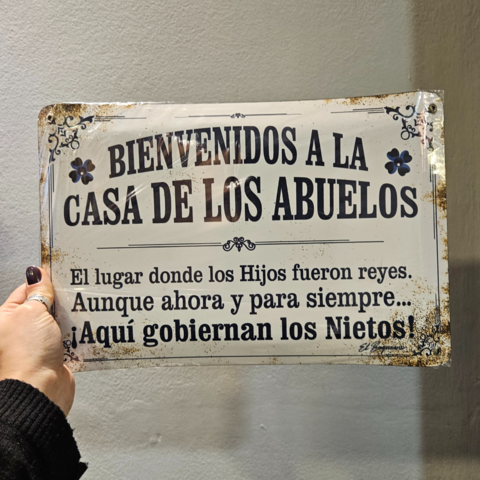 BIENVENIDOS A LA
CASA DE LOS ABUELOS
El lugar donde los Hijos fueron reyes.
Aunque ahora y para siempre...
¡Aquí gobiernan los Nietos!